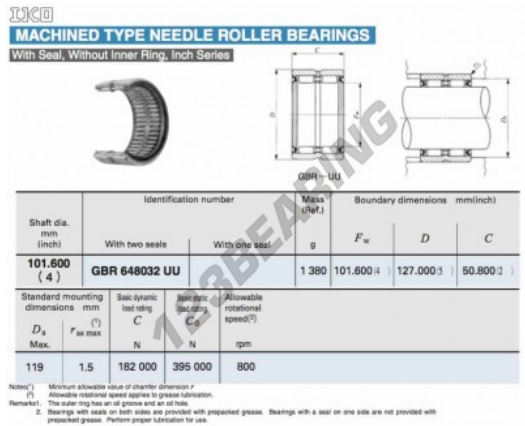 IKO
MACHINED TYPE NEEDLE ROLLER BEARINGS
With Seal, Without Inner Ring, Inch Series
C
D
Fw
GBR…UU
ras
Da
123BEARING
Identification number
Mass (Ref.)
Boundary dimensions mm(inch)
Shaft dia. mm (inch)
With two seals
With one seal
g
Fw
D
C
101.600 (4)
GBR 648032 UU
1 380
101.600(4 )
127.000(5 )
50.800(2 )
Standard mounting dimensions mm
Basic dynamic load rating
Basic static load rating
Allowable rotational speed(2)
Da Max.
ras max (1)
C N
C0 N
rpm
119
1.5
182 000
395 000
800
Notes(1) Minimum allowable value of chamfer dimension r
(2) Allowable rotational speed applies to grease lubrication.
Remarks1. The outer ring has an oil groove and an oil hole.
2. Bearings with seals on both sides are provided with prepacked grease. Bearings with a seal on one side are not provided with
prepacked grease. Perform proper lubrication for use.